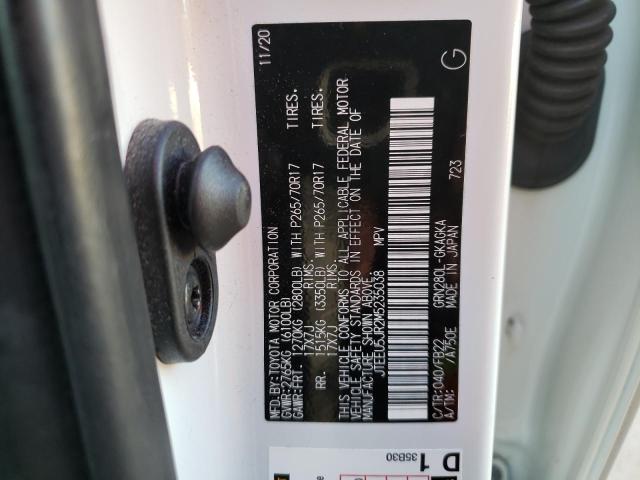 MFD.BY:TOYOTA MOTOR CORPORATION 11/20
GVWR:2765KG (6100LB)
GAWR:FRT. 1270KG (2800LB) WITH P265/70R17 TIRES.
17X7J RIMS.
RR. 1515KG (3350LB) WITH P265/70R17 TIRES.
17X7J RIMS.
THIS VEHICLE CONFORMS TO ALL APPLICABLE FEDERAL MOTOR
VEHICLE SAFETY STANDARDS IN EFFECT ON THE DATE OF
MANUFACTURE SHOWN ABOVE.
JTEEU5JR2M5235038 MPV
C/TR:040/FB22 GRN280L-GKAGKA
A/TM: /A750E MADE IN JAPAN 723
G
D 1
35B30